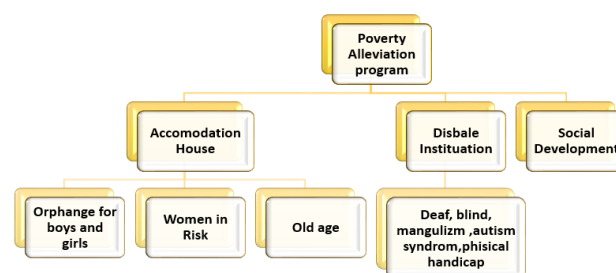 Poverty
Alleviation
program
Accomodation
House
Disbale
Instituation
Social
Development
Orphange for
boys and
girls
Women in
Risk
Old age
Deaf, blind,
mangulizm ,autism
syndrom,phisical
handicap